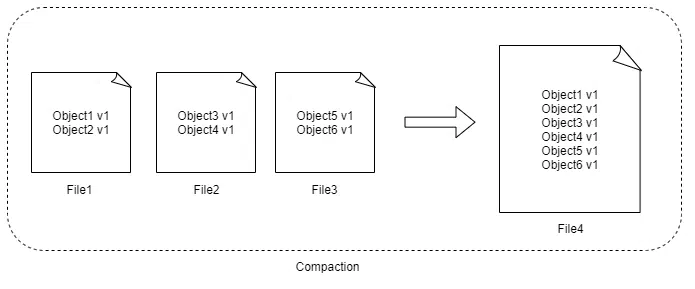 Object1 v1
Object2 v1
File1
Object3 v1
Object4 v1
File2
Object5 v1
Object6 v1
File3
Object1 v1
Object2 v1
Object3 v1
Object4 v1
Object5 v1
Object6 v1
File4
Compaction